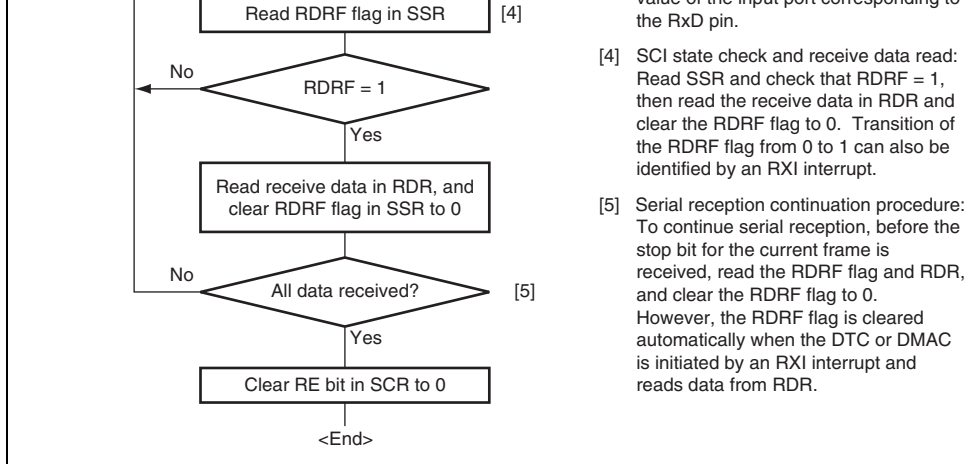 Read RDRF flag in SSR
[4]
No
RDRF = 1
Yes
Read receive data in RDR, and
clear RDRF flag in SSR to 0
No
All data received?
[5]
Yes
Clear RE bit in SCR to 0
<End>
value of the input port corresponding to
the RxD pin.
[4] SCI state check and receive data read:
Read SSR and check that RDRF = 1,
then read the receive data in RDR and
clear the RDRF flag to 0. Transition of
the RDRF flag from 0 to 1 can also be
identified by an RXI interrupt.
[5] Serial reception continuation procedure:
To continue serial reception, before the
stop bit for the current frame is
received, read the RDRF flag and RDR,
and clear the RDRF flag to 0.
However, the RDRF flag is cleared
automatically when the DTC or DMAC
is initiated by an RXI interrupt and
reads data from RDR.